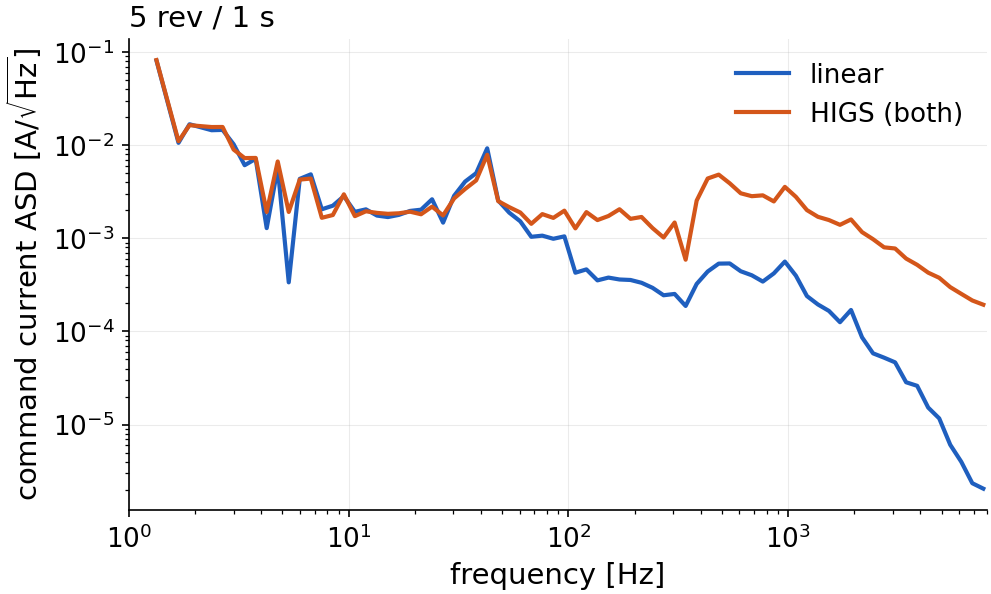 5 rev / 1 s
command current ASD [A/√Hz]
10⁻¹
10⁻²
10⁻³
10⁻⁴
10⁻⁵
linear
HIGS (both)
10⁰ 10¹ 10² 10³
frequency [Hz]